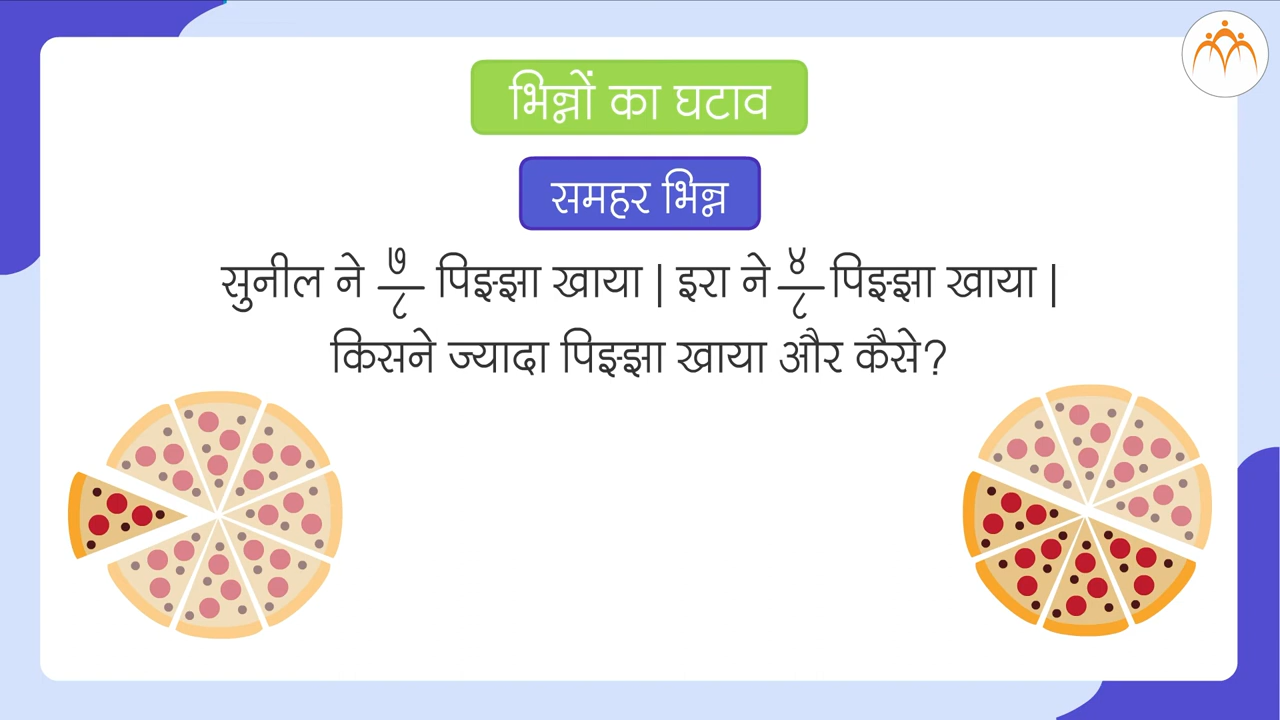 भिन्नों का घटाव
समहर भिन्न
सुनील ने ७/८ पिझ्झा खाया | इरा ने ४/८ पिझ्झा खाया |
किसने ज्यादा पिझ्झा खाया और कैसे?